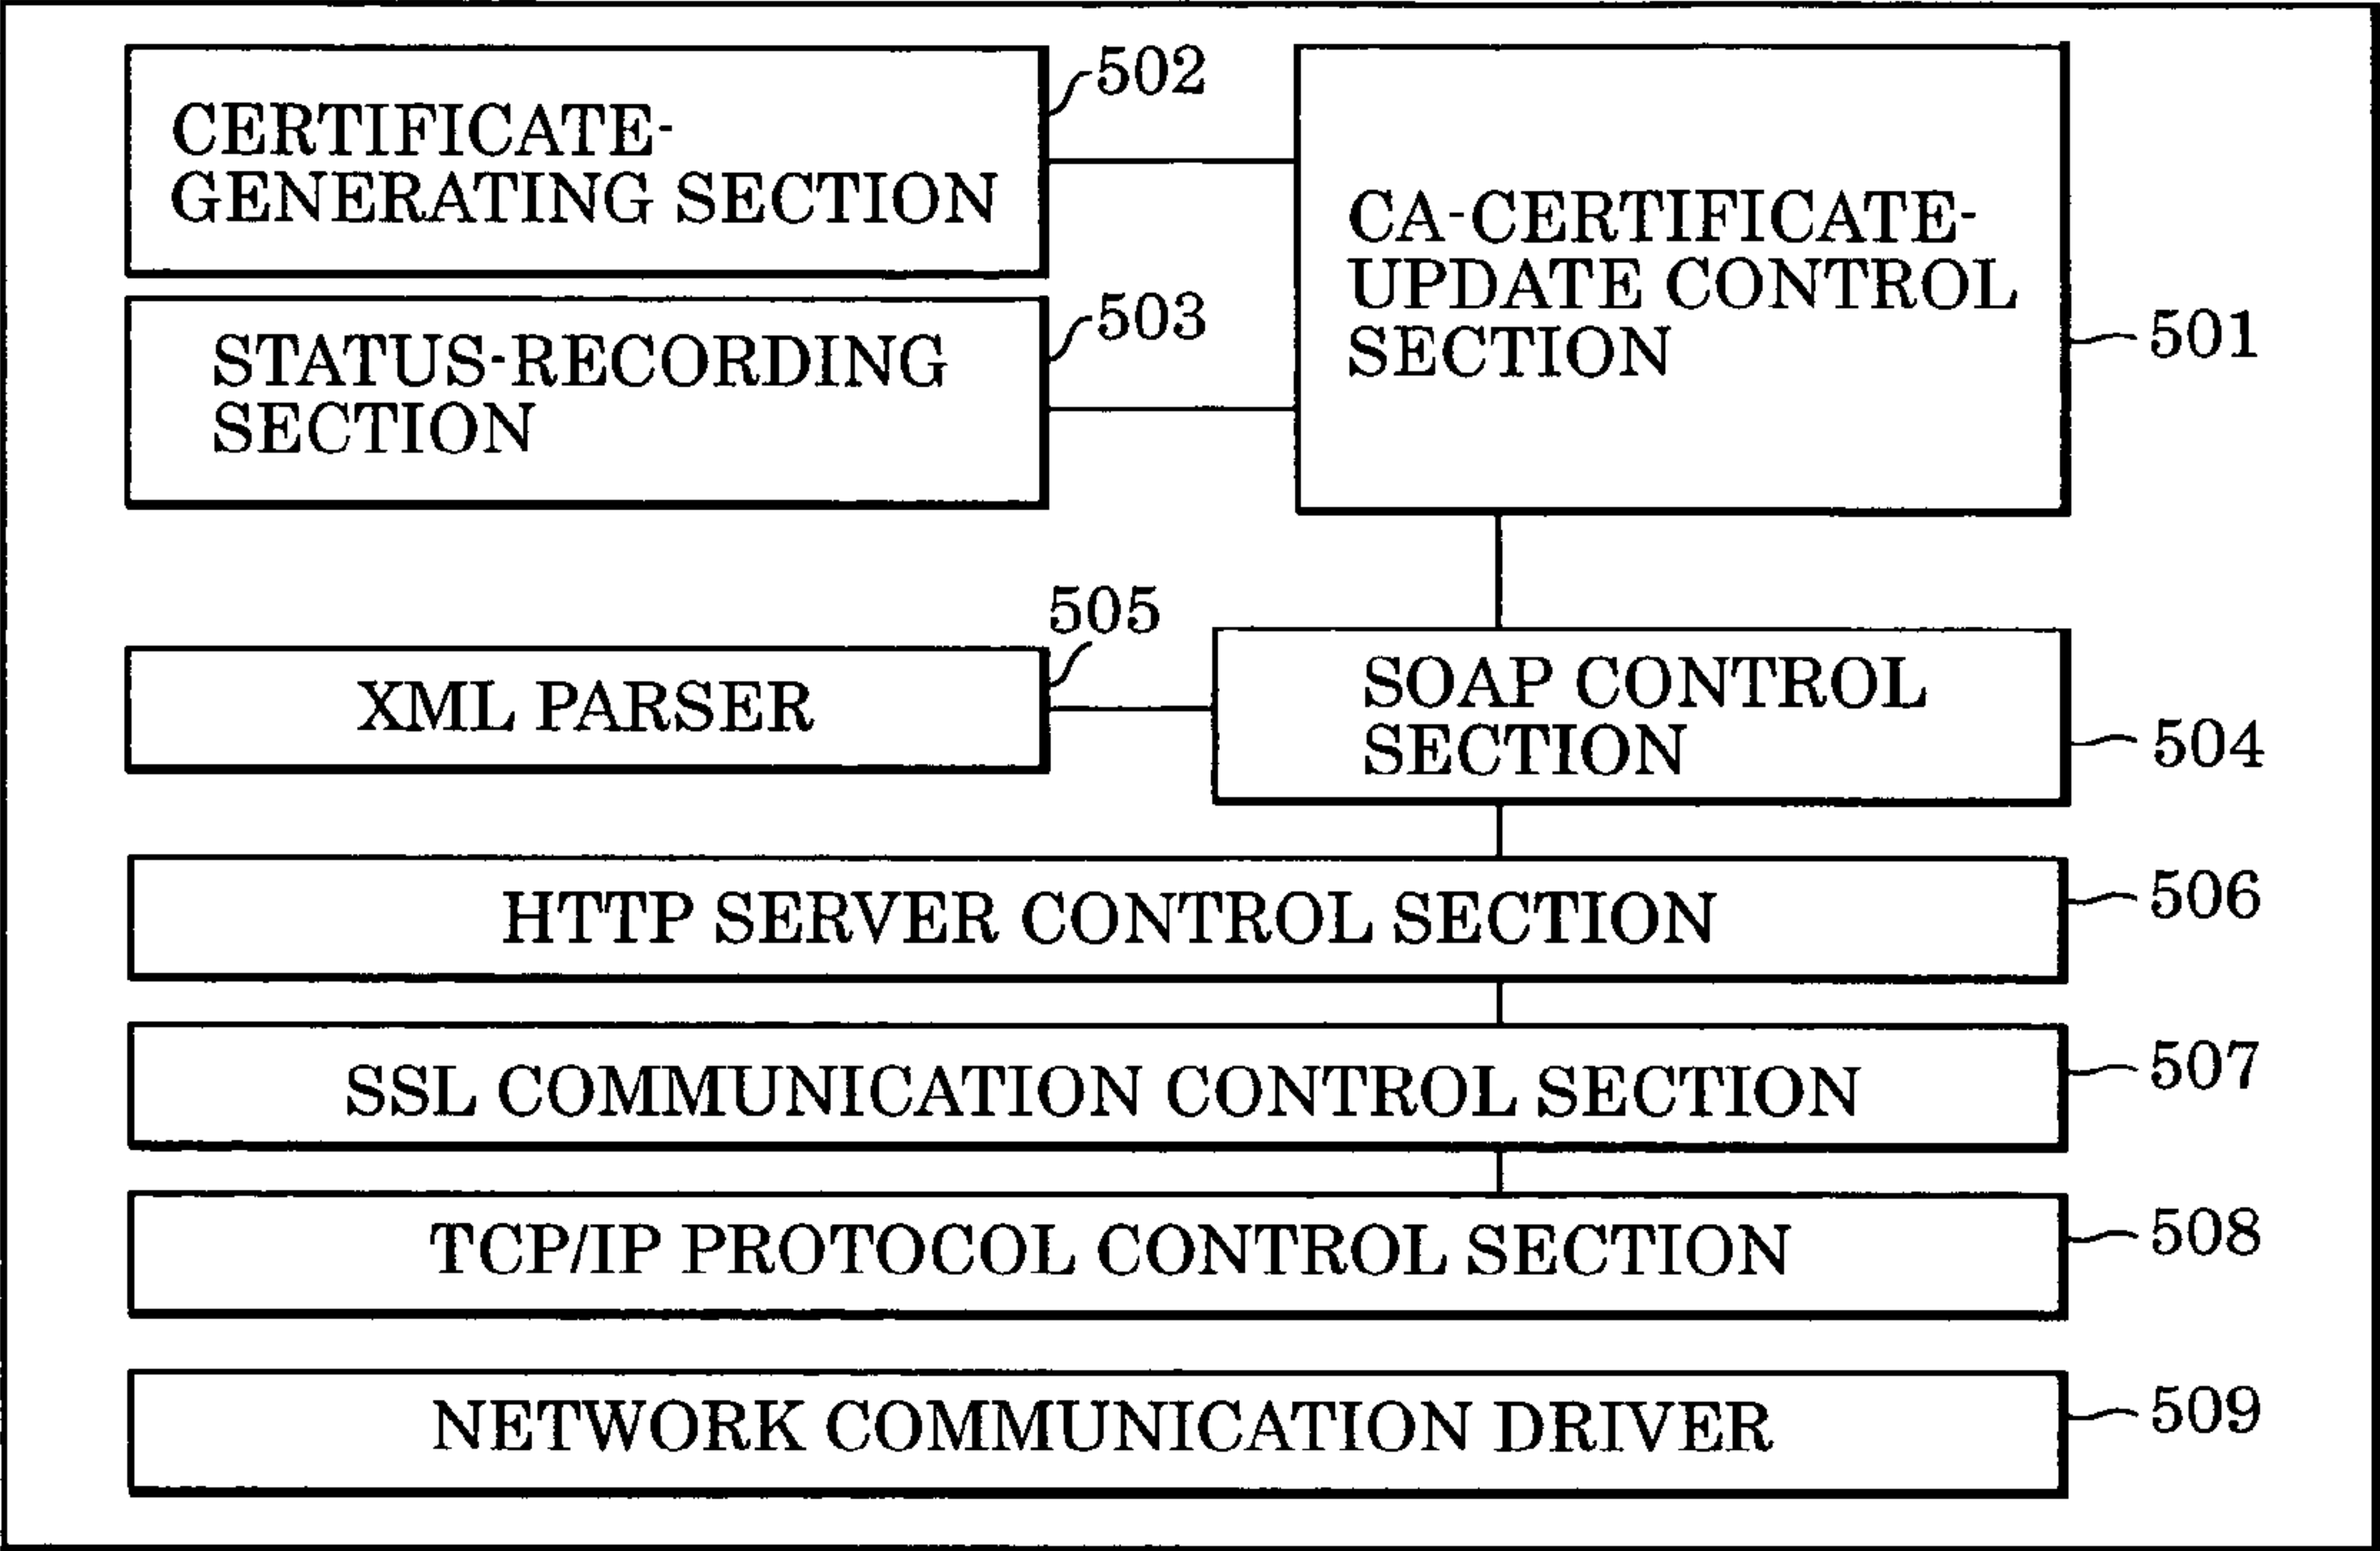 502
CERTIFICATE-
GENERATING SECTION
CA-CERTIFICATE-
UPDATE CONTROL
SECTION
501
503
STATUS-RECORDING
SECTION
505
XML PARSER
SOAP CONTROL
SECTION
504
HTTP SERVER CONTROL SECTION
506
SSL COMMUNICATION CONTROL SECTION
507
TCP/IP PROTOCOL CONTROL SECTION
508
NETWORK COMMUNICATION DRIVER
509